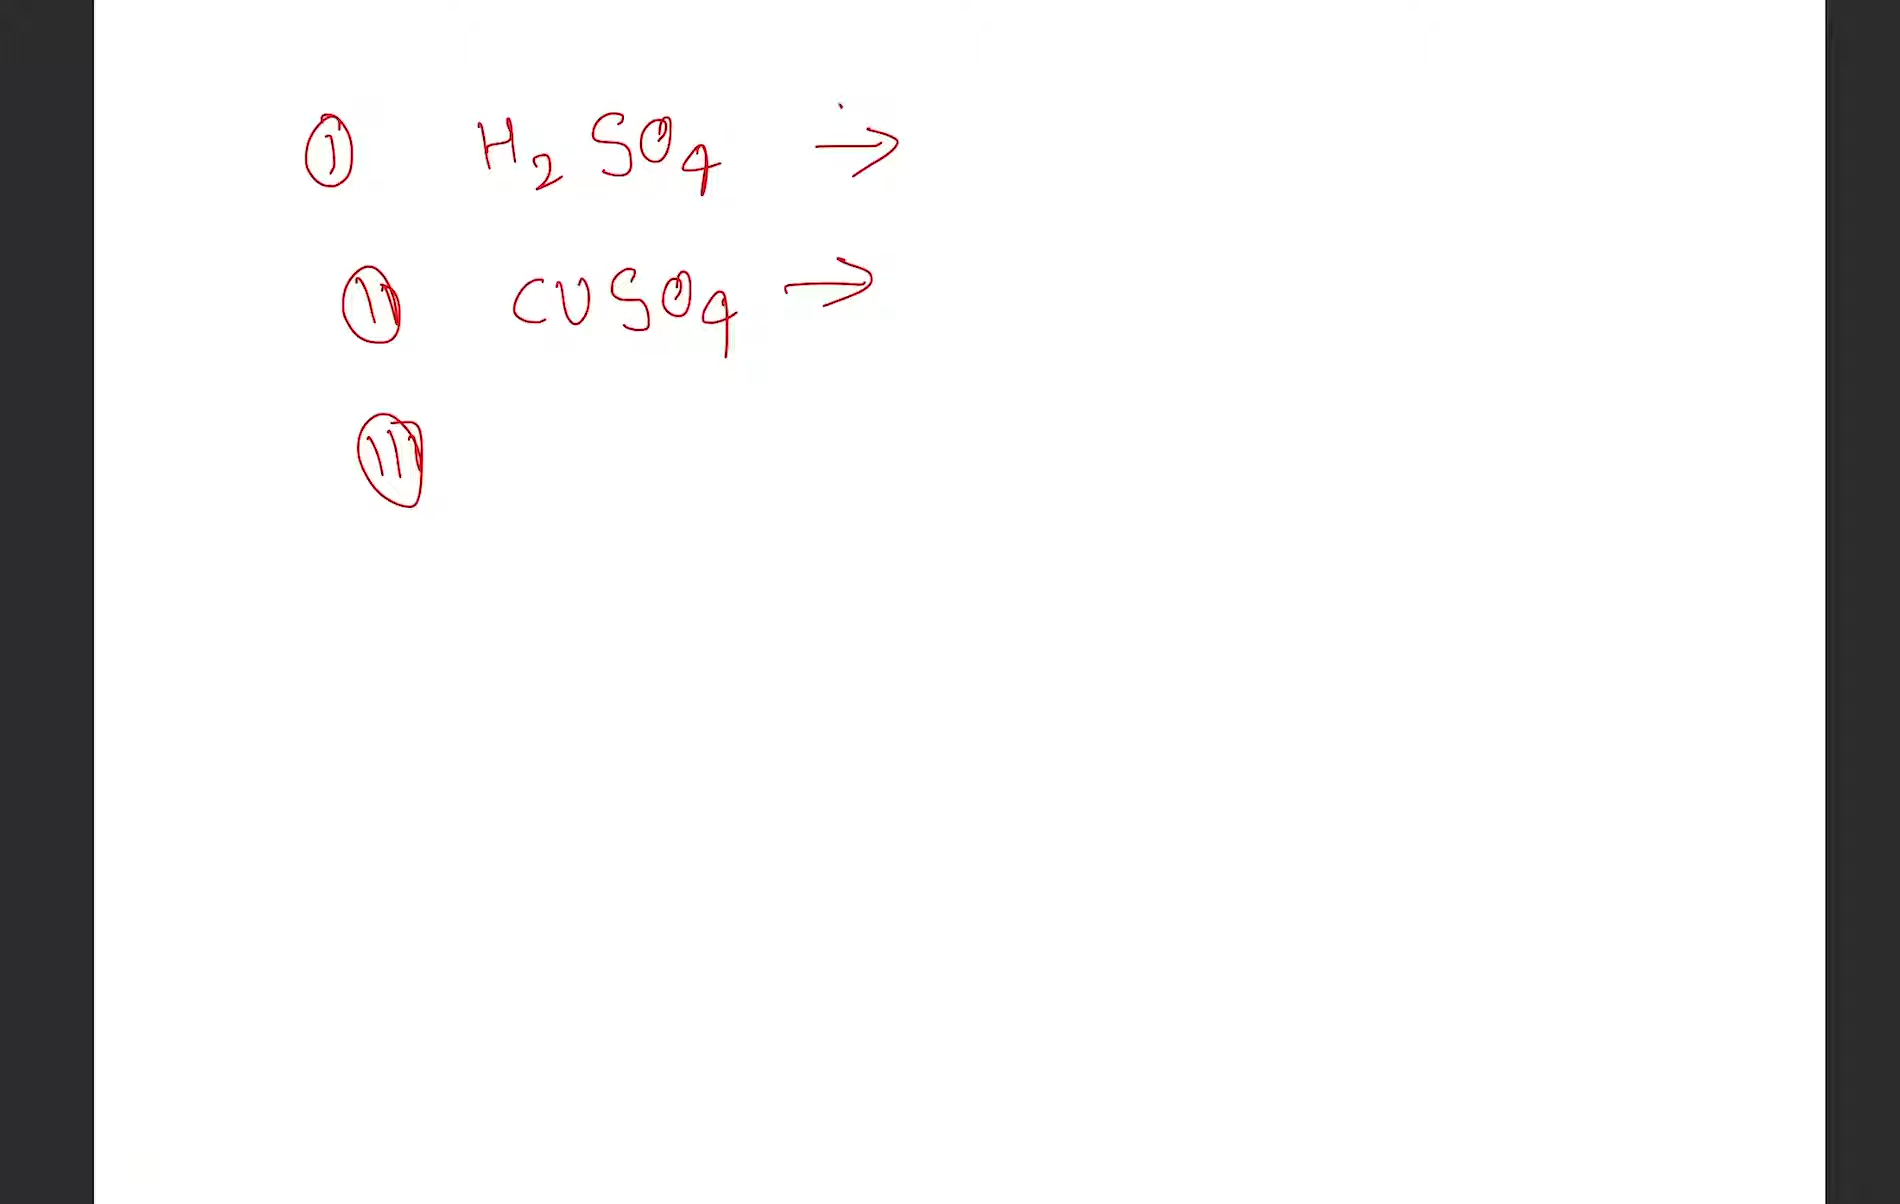 (I) H₂SO₄ →
(II) CUSO₄ →
(III)